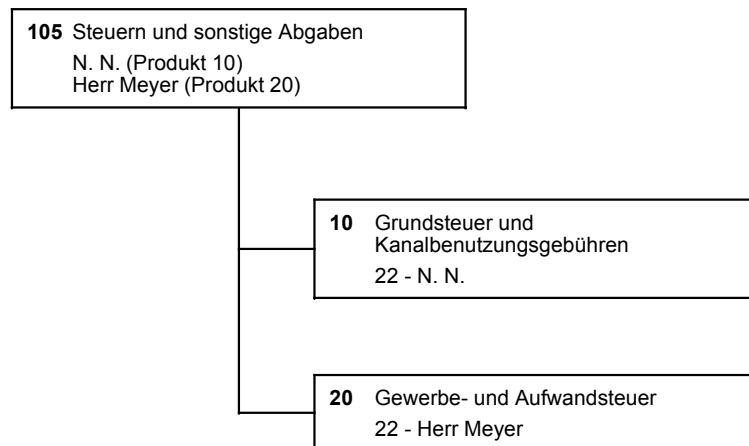 105 Steuern und sonstige Abgaben
N. N. (Produkt 10)
Herr Meyer (Produkt 20)
10 Grundsteuer und
Kanalbenutzungsgebühren
22 - N. N.
20 Gewerbe- und Aufwandsteuer
22 - Herr Meyer